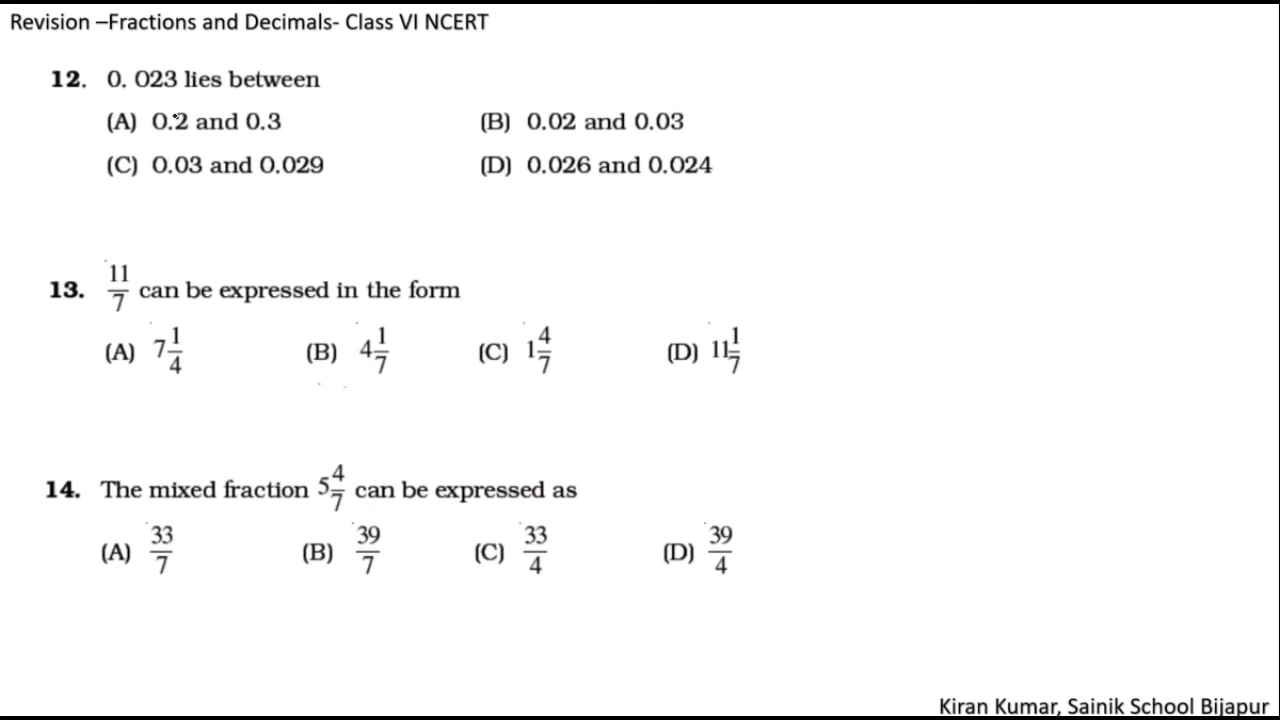 Revision –Fractions and Decimals- Class VI NCERT
12. 0. 023 lies between
(A) 0.2 and 0.3 (B) 0.02 and 0.03
(C) 0.03 and 0.029 (D) 0.026 and 0.024
13. 11/7 can be expressed in the form
(A) 7 1/4 (B) 4 1/7 (C) 1 4/7 (D) 11 1/7
14. The mixed fraction 5 4/7 can be expressed as
(A) 33/7 (B) 39/7 (C) 33/4 (D) 39/4
Kiran Kumar, Sainik School Bijapur